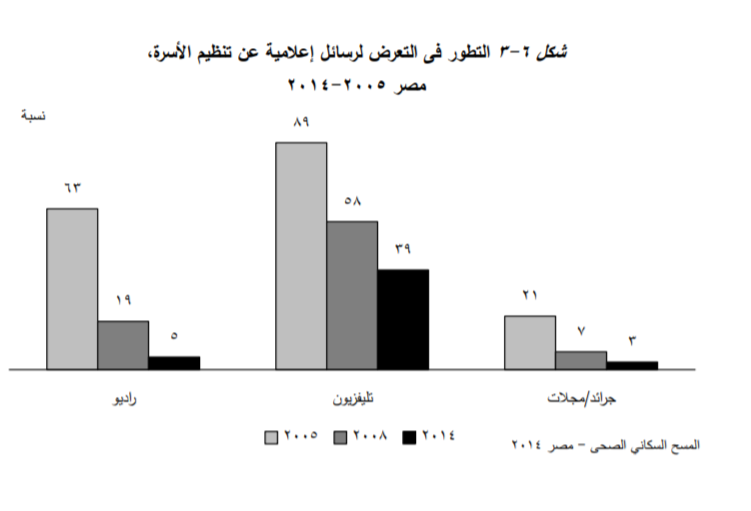 شكل ٦-٣ التطور فى التعرض لرسائل إعلامية عن تنظيم الأسرة،
مصر ٢٠٠٥-٢٠١٤
نسبة
٦٣
١٩
٥
٨٩
٥٨
٣٩
٢١
٧
٣
راديو
تليفزيون
جرائد/مجلات
٢٠٠٥ ٢٠٠٨ ٢٠١٤
المسح السكاني الصحى - مصر ٢٠١٤